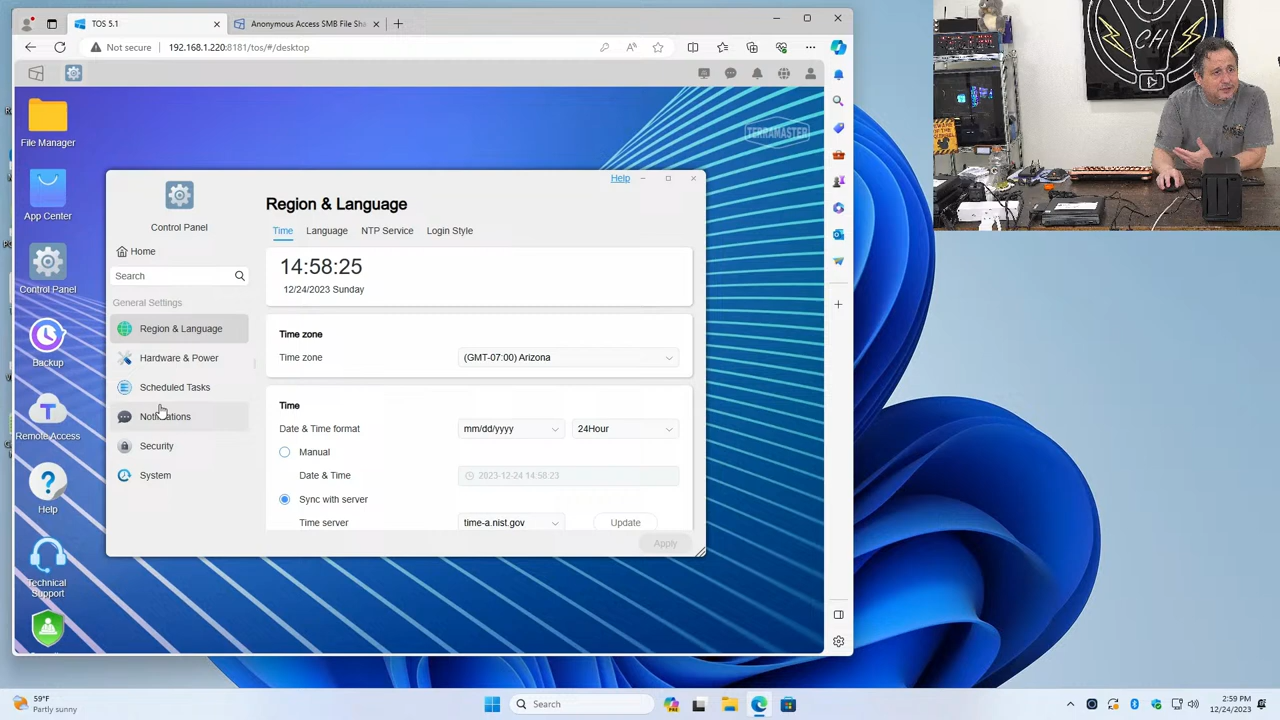 TOS 5.1
Anonymous Access SMB File Sha
Not secure
192.168.1.220:8181/tos/#/desktop
CH
File Manager
TERRAMASTER
App Center
Control Panel
Backup
Remote Access
Help
Technical
Support
Help
Control Panel
Home
Search
General Settings
Region & Language
Hardware & Power
Scheduled Tasks
Notifications
Security
System
Region & Language
Time
Language
NTP Service
Login Style
14:58:25
12/24/2023 Sunday
Time zone
Time zone
(GMT-07:00) Arizona
Time
Date & Time format
mm/dd/yyyy
24Hour
Manual
Date & Time
2023-12-24 14:58:23
Sync with server
Time server
time-a.nist.gov
Update
Apply
59°F
Partly sunny
Search
2:59 PM
12/24/2023